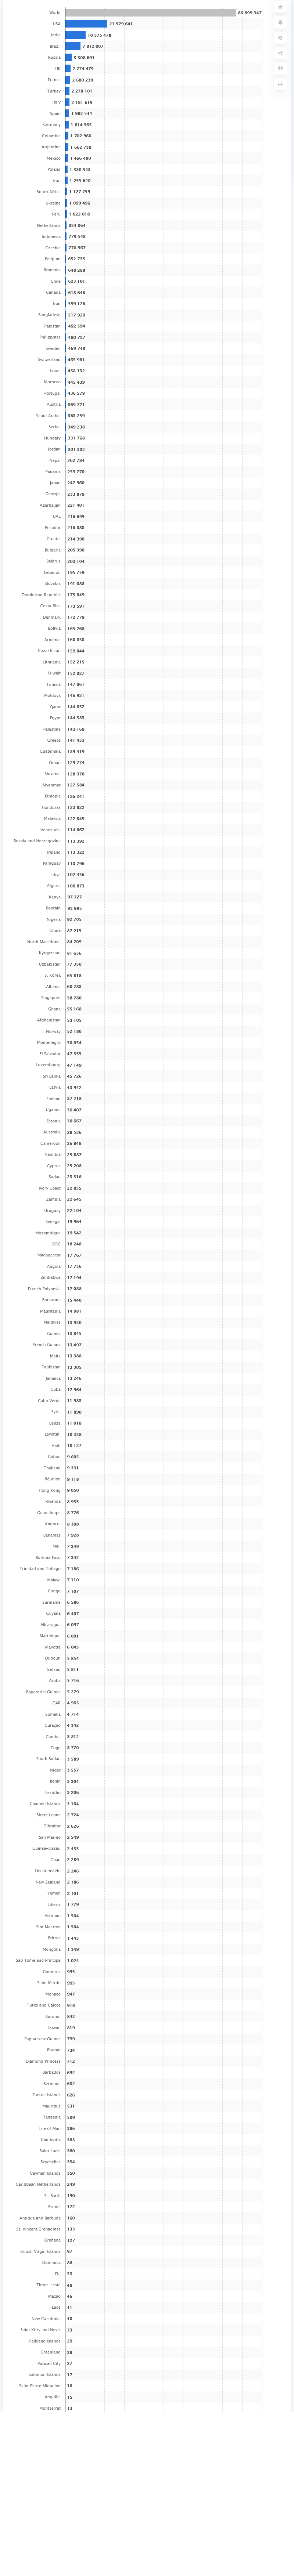 World 86 899 347
USA 21 579 641
India 10 375 478
Brazil 7 812 007
Russia 3 308 601
UK 2 774 479
France 2 680 239
Turkey 2 270 101
Italy 2 181 619
Spain 1 982 544
Germany 1 814 565
Colombia 1 702 966
Argentina 1 662 730
Mexico 1 466 490
Poland 1 330 543
Iran 1 255 620
South Africa 1 127 759
Ukraine 1 090 496
Peru 1 022 018
Netherlands 834 064
Indonesia 779 548
Czechia 776 967
Belgium 652 735
Romania 648 288
Chile 623 101
Canada 618 646
Iraq 599 126
Bangladesh 517 920
Pakistan 492 594
Philippines 480 737
Sweden 469 748
Switzerland 465 981
Israel 458 132
Morocco 445 439
Portugal 436 579
Austria 369 721
Saudi Arabia 363 259
Serbia 349 238
Hungary 331 768
Jordan 301 303
Nepal 262 784
Panama 259 770
Japan 247 960
Georgia 233 879
Azerbaijan 221 401
UAE 216 699
Ecuador 216 083
Croatia 214 390
Bulgaria 205 390
Belarus 203 104
Lebanon 195 759
Slovakia 191 088
Dominican Republic 175 849
Costa Rica 173 591
Denmark 172 779
Bolivia 165 268
Armenia 160 853
Kazakhstan 159 044
Lithuania 152 215
Kuwait 152 027
Tunisia 147 061
Moldova 146 921
Qatar 144 852
Egypt 144 583
Palestine 143 169
Greece 141 453
Guatemala 139 419
Oman 129 774
Slovenia 128 370
Myanmar 127 584
Ethiopia 126 241
Honduras 123 822
Malaysia 122 845
Venezuela 114 662
Bosnia and Herzegovina 113 392
Ireland 113 322
Paraguay 110 796
Libya 102 456
Algeria 100 873
Kenya 97 127
Bahrain 93 995
Nigeria 92 705
China 87 215
North Macedonia 84 709
Kyrgyzstan 81 656
Uzbekistan 77 350
S. Korea 65 818
Albania 60 283
Singapore 58 780
Ghana 55 168
Afghanistan 53 105
Norway 52 180
Montenegro 50 054
El Salvador 47 355
Luxembourg 47 149
Sri Lanka 45 726
Latvia 43 942
Finland 37 218
Uganda 36 407
Estonia 30 667
Australia 28 536
Cameroon 26 848
Namibia 25 887
Cyprus 25 208
Sudan 23 316
Ivory Coast 22 855
Zambia 22 645
Uruguay 22 104
Senegal 19 964
Mozambique 19 542
DRC 18 248
Madagascar 17 767
Angola 17 756
Zimbabwe 17 194
French Polynesia 17 088
Botswana 15 440
Mauritania 14 981
Maldives 13 930
Guinea 13 845
French Guiana 13 497
Malta 13 388
Tajikistan 13 305
Jamaica 13 246
Cuba 12 964
Cabo Verde 11 983
Syria 11 890
Belize 11 018
Eswatini 10 338
Haiti 10 127
Gabon 9 605
Thailand 9 331
Réunion 9 118
Hong Kong 9 050
Rwanda 8 955
Guadeloupe 8 776
Andorra 8 308
Bahamas 7 928
Mali 7 349
Burkina Faso 7 342
Trinidad and Tobago 7 186
Malawi 7 110
Congo 7 107
Suriname 6 586
Guyana 6 407
Nicaragua 6 097
Martinique 6 091
Mayotte 6 045
Djibouti 5 854
Iceland 5 811
Aruba 5 716
Equatorial Guinea 5 279
CAR 4 963
Somalia 4 714
Curaçao 4 342
Gambia 3 812
Togo 3 770
South Sudan 3 589
Niger 3 557
Benin 3 304
Lesotho 3 206
Channel Islands 3 164
Sierra Leone 2 724
Gibraltar 2 626
San Marino 2 549
Guinea-Bissau 2 455
Chad 2 289
Liechtenstein 2 246
New Zealand 2 186
Yemen 2 101
Liberia 1 779
Vietnam 1 504
Sint Maarten 1 504
Eritrea 1 445
Mongolia 1 349
Sao Tome and Principe 1 024
Comoros 995
Saint Martin 995
Monaco 947
Turks and Caicos 918
Burundi 842
Taiwan 819
Papua New Guinea 799
Bhutan 734
Diamond Princess 712
Barbados 692
Bermuda 632
Faeroe Islands 626
Mauritius 531
Tanzania 509
Isle of Man 386
Cambodia 383
Saint Lucia 380
Seychelles 354
Cayman Islands 350
Caribbean Netherlands 249
St. Barth 190
Brunei 172
Antigua and Barbuda 160
St. Vincent Grenadines 133
Grenada 127
British Virgin Islands 97
Dominica 88
Fiji 53
Timor-Leste 49
Macao 46
Laos 41
New Caledonia 40
Saint Kitts and Nevis 33
Falkland Islands 29
Greenland 28
Vatican City 27
Solomon Islands 17
Saint Pierre Miquelon 16
Anguilla 15
Montserrat 13